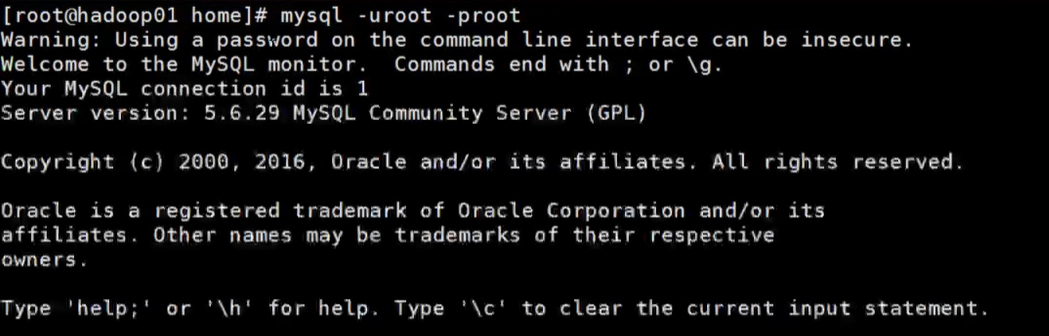 [root@hadoop01 home]# mysql -uroot -proot
Warning: Using a password on the command line interface can be insecure.
Welcome to the MySQL monitor.  Commands end with ; or \g.
Your MySQL connection id is 1
Server version: 5.6.29 MySQL Community Server (GPL)

Copyright (c) 2000, 2016, Oracle and/or its affiliates. All rights reserved.

Oracle is a registered trademark of Oracle Corporation and/or its
affiliates. Other names may be trademarks of their respective
owners.

Type 'help;' or '\h' for help. Type '\c' to clear the current input statement.